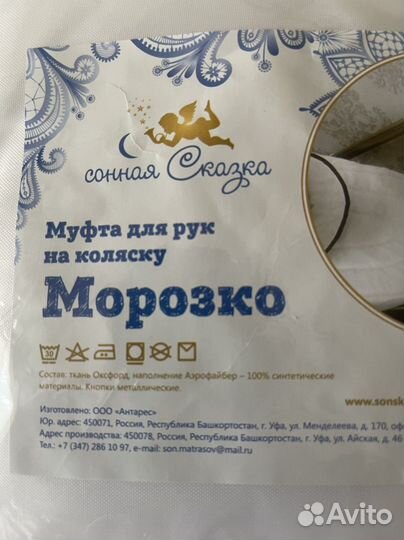 сонная Сказка
Муфта для рук
на коляску
Морозко
30
Состав: ткань Оксфорд, наполнение Аэрофайбер – 100% синтетические
материалы. Кнопки металлические.
www.sonsk
Изготовлено: ООО «Антарес»
Юр. адрес: 450071, Россия, Республика Башкортостан, г. Уфа, ул. Менделеева, д. 170, оф
Адрес производства: 450078, Россия, Республика Башкортостан, г. Уфа, ул. Айская, д. 46
Тел.: +7 (347) 286 10 97, e-mail: son.matrasov@mail.ru
Avito